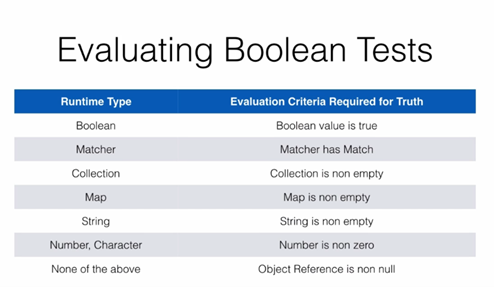 Evaluating Boolean Tests
Runtime Type Evaluation Criteria Required for Truth
Boolean Boolean value is true
Matcher Matcher has Match
Collection Collection is non empty
Map Map is non empty
String String is non empty
Number, Character Number is non zero
None of the above Object Reference is non null